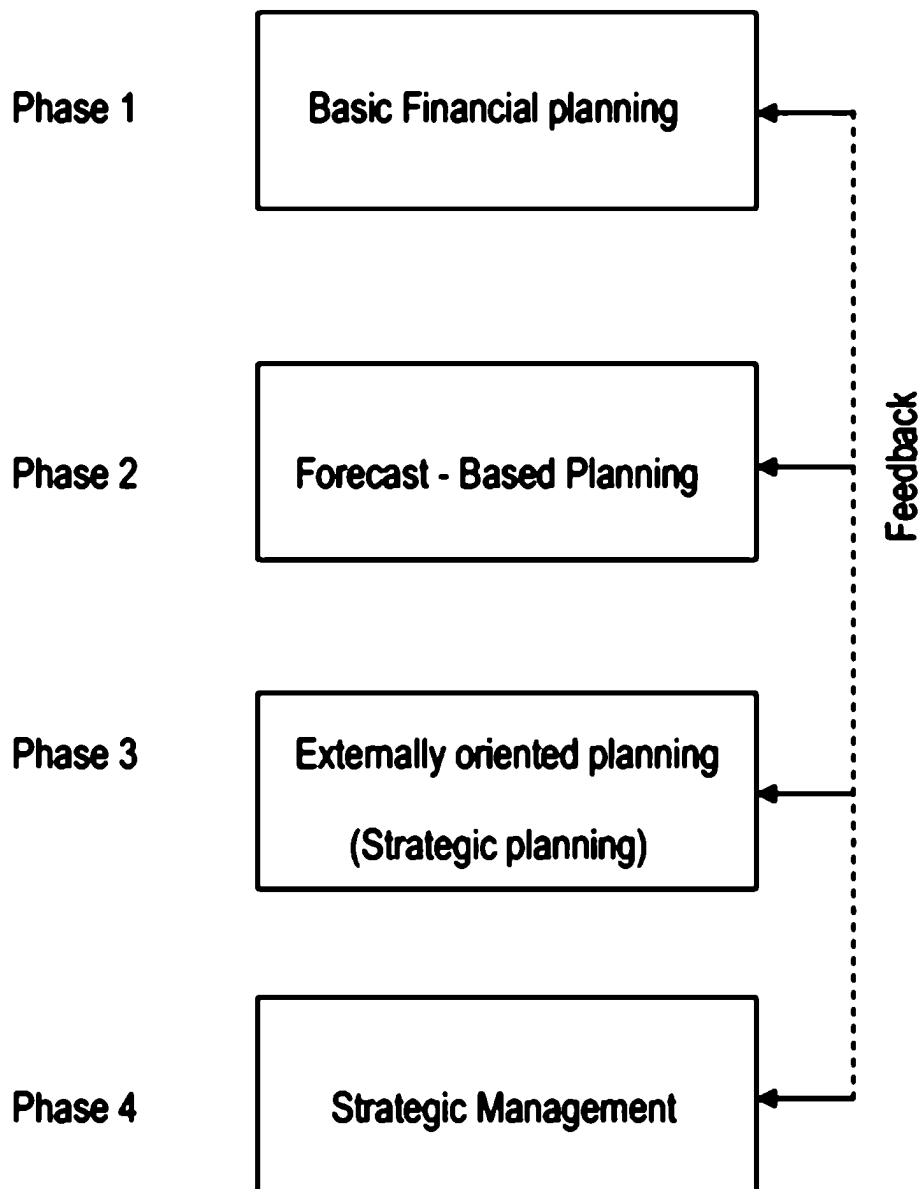 Phase 1
Basic Financial planning
Phase 2
Forecast - Based Planning
Feedback
Phase 3
Externally oriented planning
(Strategic planning)
Phase 4
Strategic Management